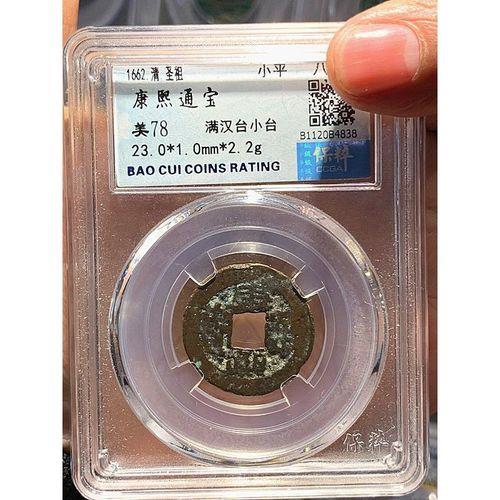 1662.清 圣祖 小平 八
康熙通宝
美78 满汉台小台
B1120B4838
23.0*1.0mm*2.2g
保粹
CCGA
BAO CUI COINS RATING
保粹